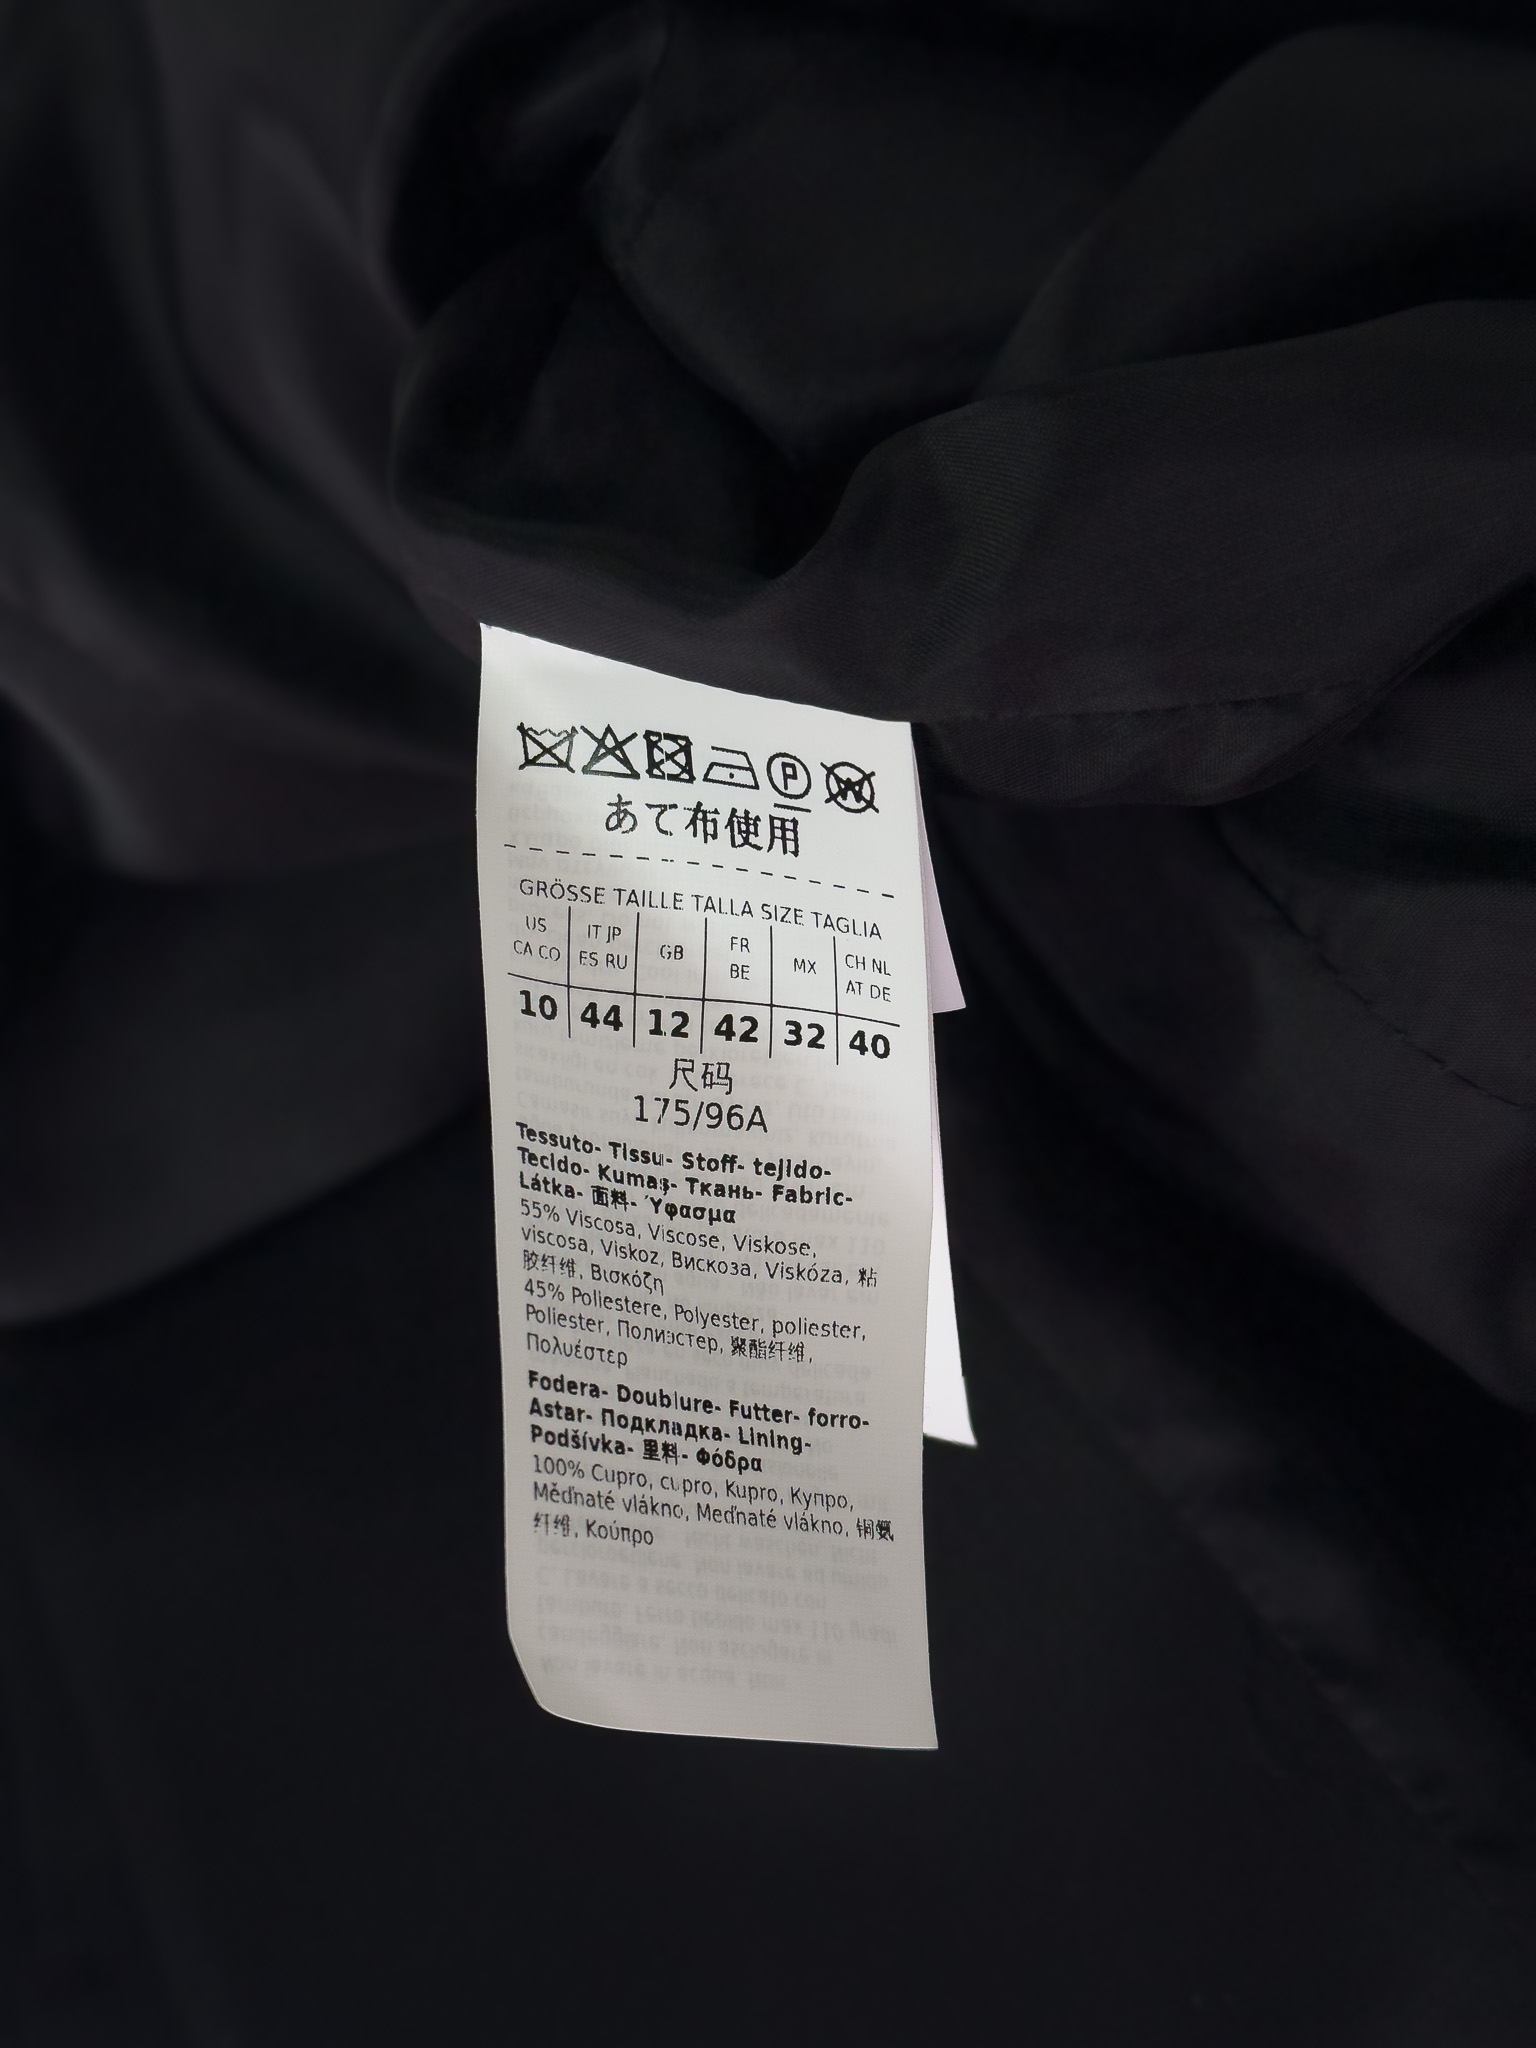 P W
あて布使用
GRÖSSE TAILLE TALLA SIZE TAGLIA
US CA CO IT JP ES RU GB FR BE MX CH NL AT DE
10 44 12 42 32 40
尺码
175/96A
Tessuto- Tissu- Stoff- tejido-
Tecido- Kumaş- Ткань- Fabric-
Látka- 面料- Ύφασμα
55% Viscosa, Viscose, Viskose,
viscosa, Viskoz, Вискоза, Viskóza, 粘
胶纤维, Βισκόζη
45% Poliestere, Polyester, poliester,
Poliester, Полиэстер, 聚酯纤维,
Πολυέστερ
Fodera- Doublure- Futter- forro-
Astar- Подкладка- Lining-
Podšívka- 里料- Φόδρα
100% Cupro, cupro, Kupro, Купро,
Měďnaté vlákno, Meďnaté vlákno, 铜氨
纤维, Κούπρο